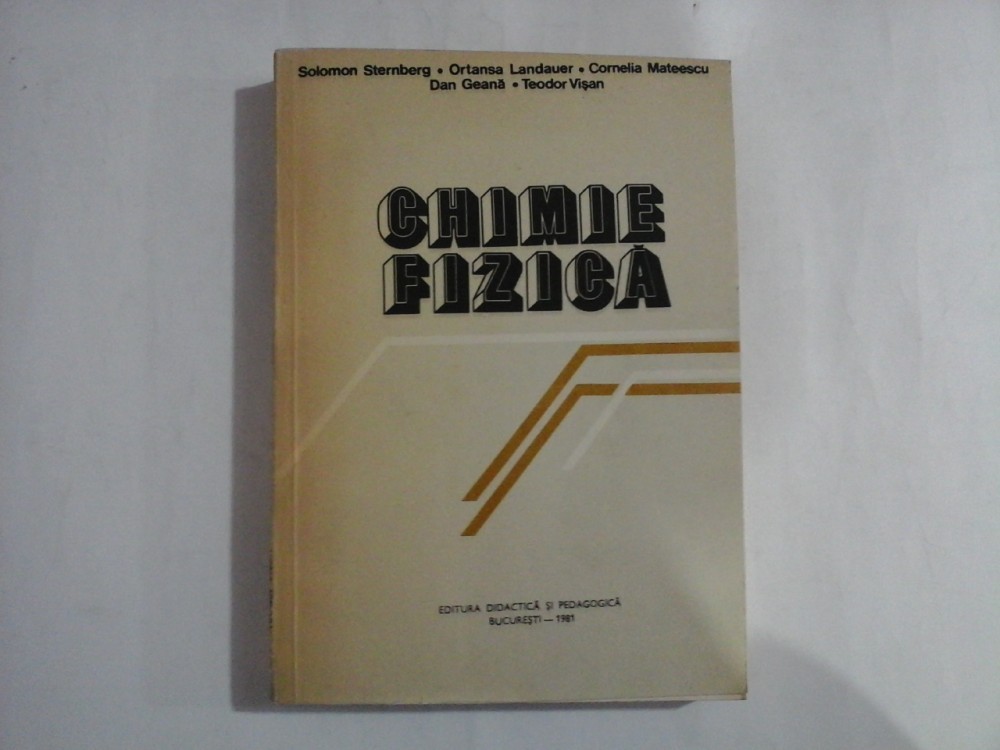 Solomon Sternberg • Ortansa Landauer • Cornelia Mateescu
Dan Geană • Teodor Vişan
CHIMIE
FIZICĂ
EDITURA DIDACTICĂ ŞI PEDAGOGICĂ
BUCUREŞTI — 1981